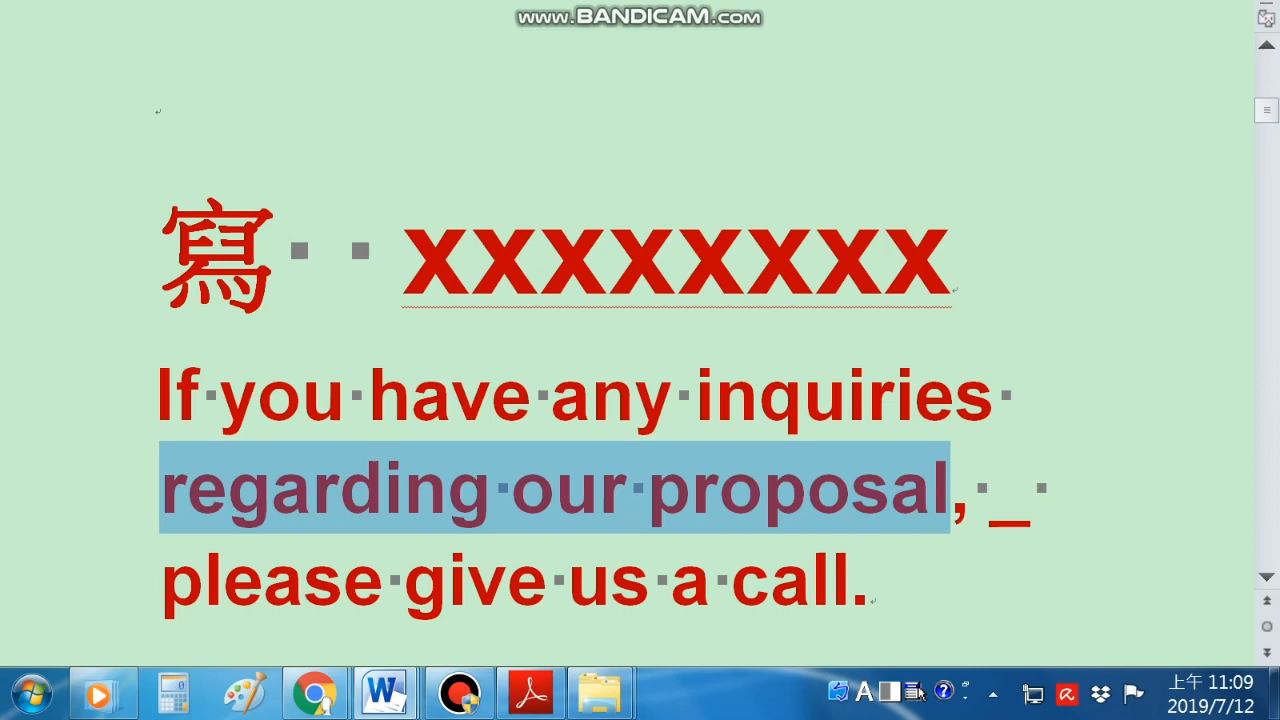 www.BANDICAM.com
寫 xxxxxxxx
If you have any inquiries
regarding our proposal, _
please give us a call.
上午 11:09
2019/7/12